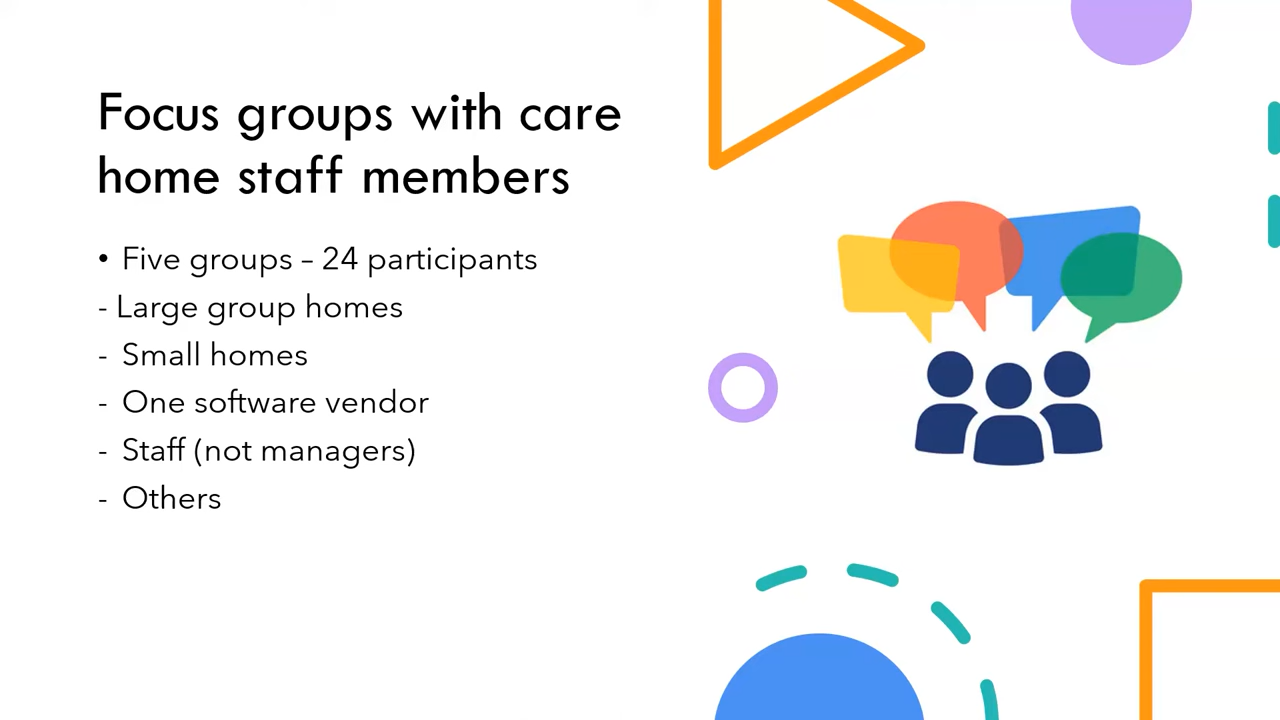 Focus groups with care
home staff members
• Five groups – 24 participants
- Large group homes
- Small homes
- One software vendor
- Staff (not managers)
- Others